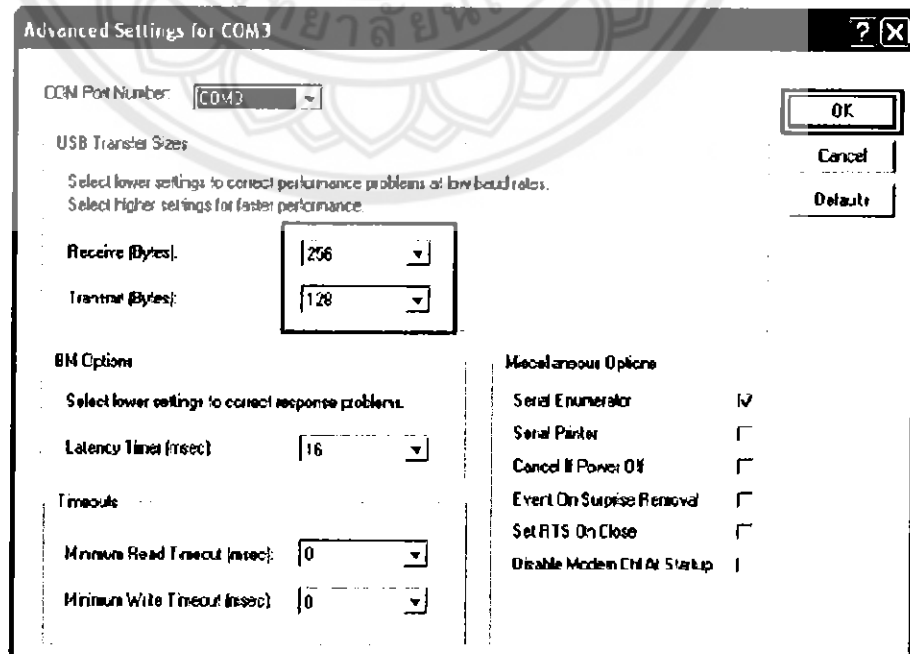 Advanced Settings for COM3
COM Port Number: COM3
OK
Cancel
Defaults
USB Transfer Sizes
Select lower settings to correct performance problems at low baud rates.
Select higher settings for faster performance.
Receive (Bytes): 256
Transmit (Bytes): 128
BM Options
Select lower settings to correct response problems.
Latency Timer (msec): 16
Timeouts
Minimum Read Timeout (msec): 0
Minimum Write Timeout (msec): 0
Miscellaneous Options
Serial Enumerator
Serial Printer
Cancel If Power Off
Event On Surprise Removal
Set RTS On Close
Disable Modem Ctrl At Startup